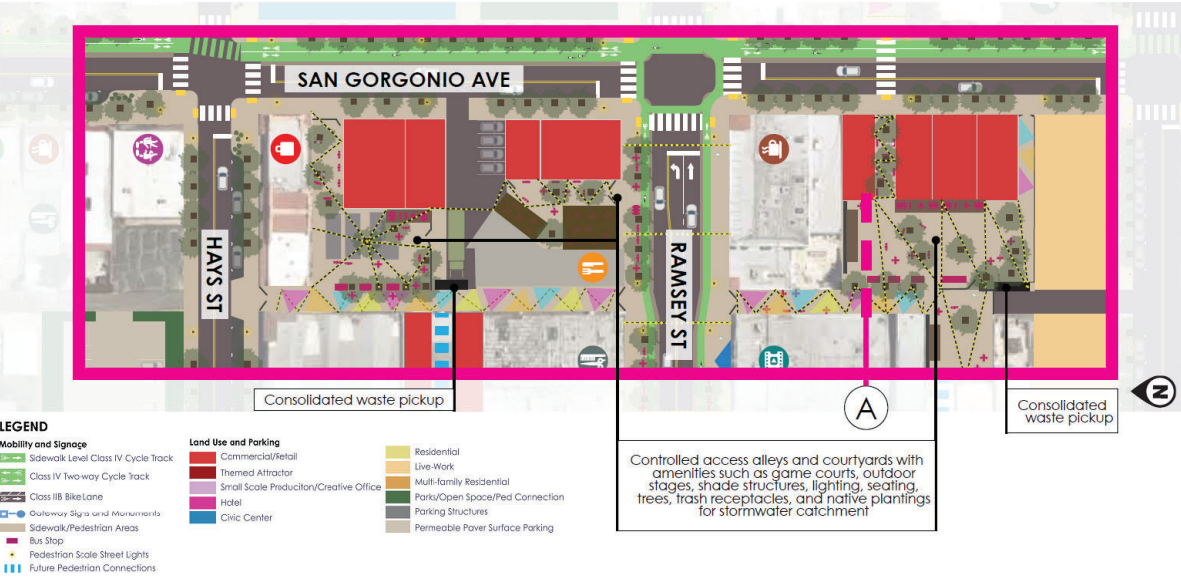 SAN GORGONIO AVE
HAYS ST
RAMSEY ST
Consolidated waste pickup
A
N
Consolidated
waste pickup
Controlled access alleys and courtyards with
amenities such as game courts, outdoor
stages, shade structures, lighting, seating,
trees, trash receptacles, and native plantings
for stormwater catchment
LEGEND
Mobility and Signage
Sidewalk Level Class IV Cycle Track
Class IV Two-way Cycle Track
Class IIB Bike Lane
Gateway Signs and Monuments
Sidewalk/Pedestrian Areas
Bus Stop
Pedestrian Scale Street Lights
Future Pedestrian Connections
Land Use and Parking
Commercial/Retail
Themed Attractor
Small Scale Produciton/Creative Office
Hotel
Civic Center
Residential
Live-Work
Multi-family Residential
Parks/Open Space/Ped Connection
Parking Structures
Permeable Paver Surface Parking